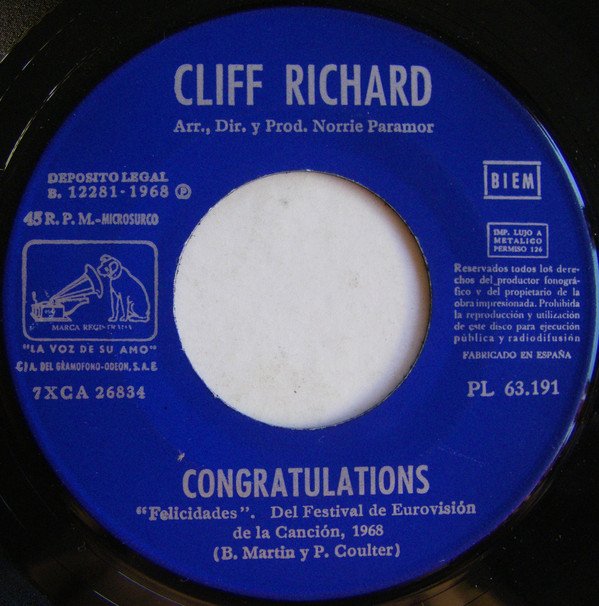 CLIFF RICHARD
Arr., Dir. y Prod. Norrie Paramor
DEPOSITO LEGAL
B. 12281-1968 Ⓟ
45 R. P. M.-MICROSURCO
MARCA REGISTRADA
"LA VOZ DE SU AMO"
CIA. DEL GRAMOFONO-ODEON, S. A. E.
7XCA 26834
BIEM
IMP. LUJO A
METALICO
PERMISO 126
Reservados todos los dere-
chos del productor fonográ-
fico y del propietario de la
obra impresionada. Prohibida
la reproducción y utilización
de este disco para ejecución
pública y radiodifusión
FABRICADO EN ESPAÑA
PL 63.191
CONGRATULATIONS
"Felicidades". Del Festival de Eurovisión
de la Canción, 1968
(B. Martin y P. Coulter)